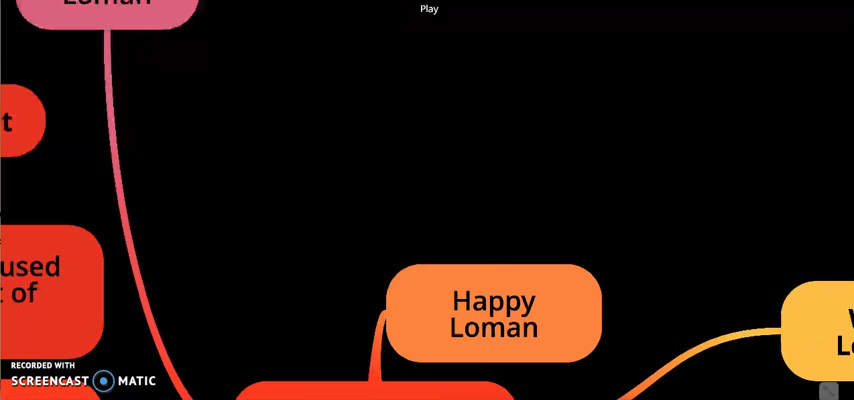 Loman
Play
t
used
of
Happy
Loman
RECORDED WITH
SCREENCAST MATIC